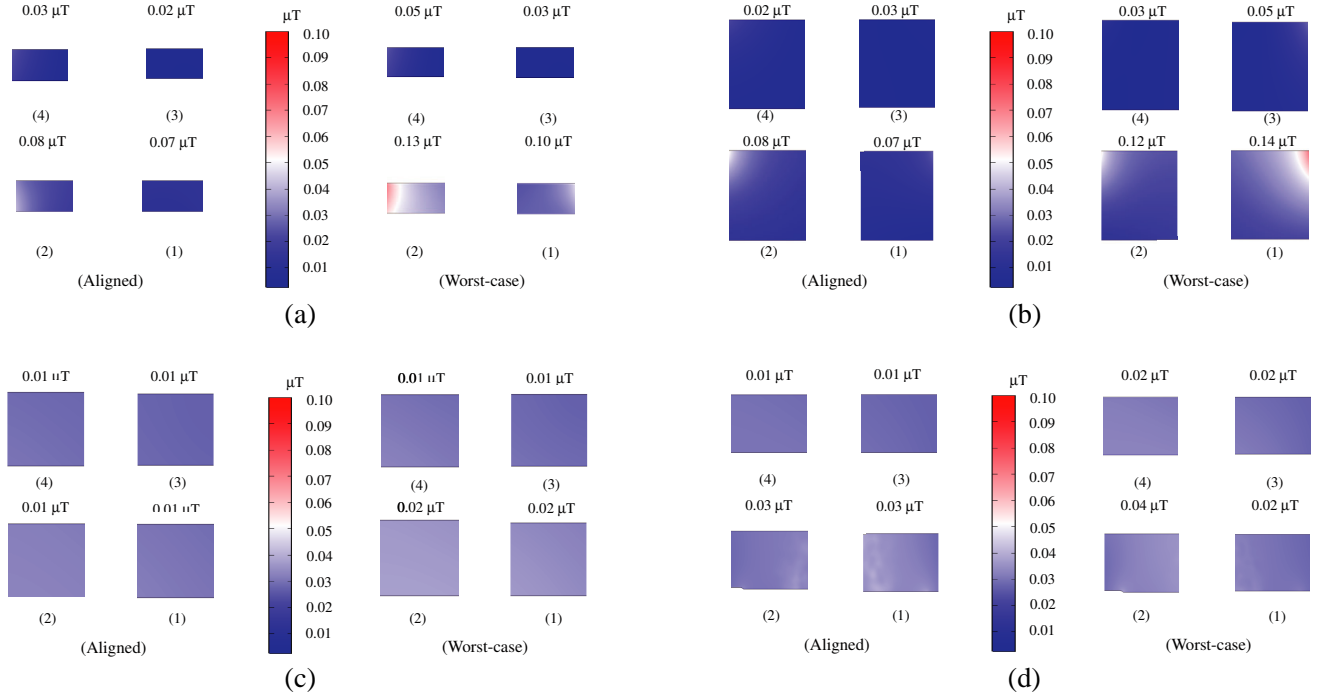 0.03 µT 0.02 µT µT 0.05 µT 0.03 µT
0.10
0.09
0.08
0.07
0.06
0.05
0.04
0.03
0.02
0.01
(4) (3) (4) (3)
0.08 µT 0.07 µT 0.13 µT 0.10 µT
(2) (1) (2) (1)
(Aligned) (Worst-case)
(a)
0.02 µT 0.03 µT µT 0.03 µT 0.05 µT
0.10
0.09
0.08
0.07
0.06
0.05
0.04
0.03
0.02
0.01
(4) (3) (4) (3)
0.08 µT 0.07 µT 0.12 µT 0.14 µT
(2) (1) (2) (1)
(Aligned) (Worst-case)
(b)
0.01 µT 0.01 µT µT 0.01 µT 0.01 µT
0.10
0.09
0.08
0.07
0.06
0.05
0.04
0.03
0.02
0.01
(4) (3) (4) (3)
0.01 µT 0.01 µT 0.02 µT 0.02 µT
(2) (1) (2) (1)
(Aligned) (Worst-case)
(c)
0.01 µT 0.01 µT µT 0.02 µT 0.02 µT
0.10
0.09
0.08
0.07
0.06
0.05
0.04
0.03
0.02
0.01
(4) (3) (4) (3)
0.03 µT 0.03 µT 0.04 µT 0.02 µT
(2) (1) (2) (1)
(Aligned) (Worst-case)
(d)